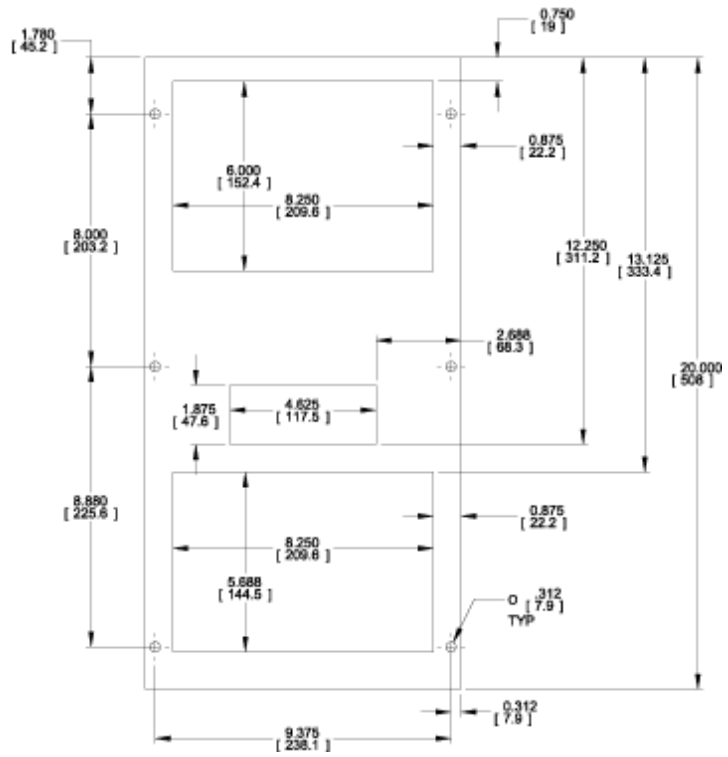 0.750
[ 19 ]
1.780
[ 45.2 ]
0.875
[ 22.2 ]
6.000
[ 152.4 ]
8.250
[ 209.6 ]
8.000
[ 203.2 ]
12.250
[ 311.2 ]
13.125
[ 333.4 ]
2.688
[ 68.3 ]
20.000
[ 508 ]
1.875
[ 47.6 ]
4.625
[ 117.5 ]
8.880
[ 225.6 ]
0.875
[ 22.2 ]
8.250
[ 209.6 ]
5.688
[ 144.5 ]
O .312
[ 7.9 ]
TYP
0.312
[ 7.9 ]
9.375
[ 238.1 ]